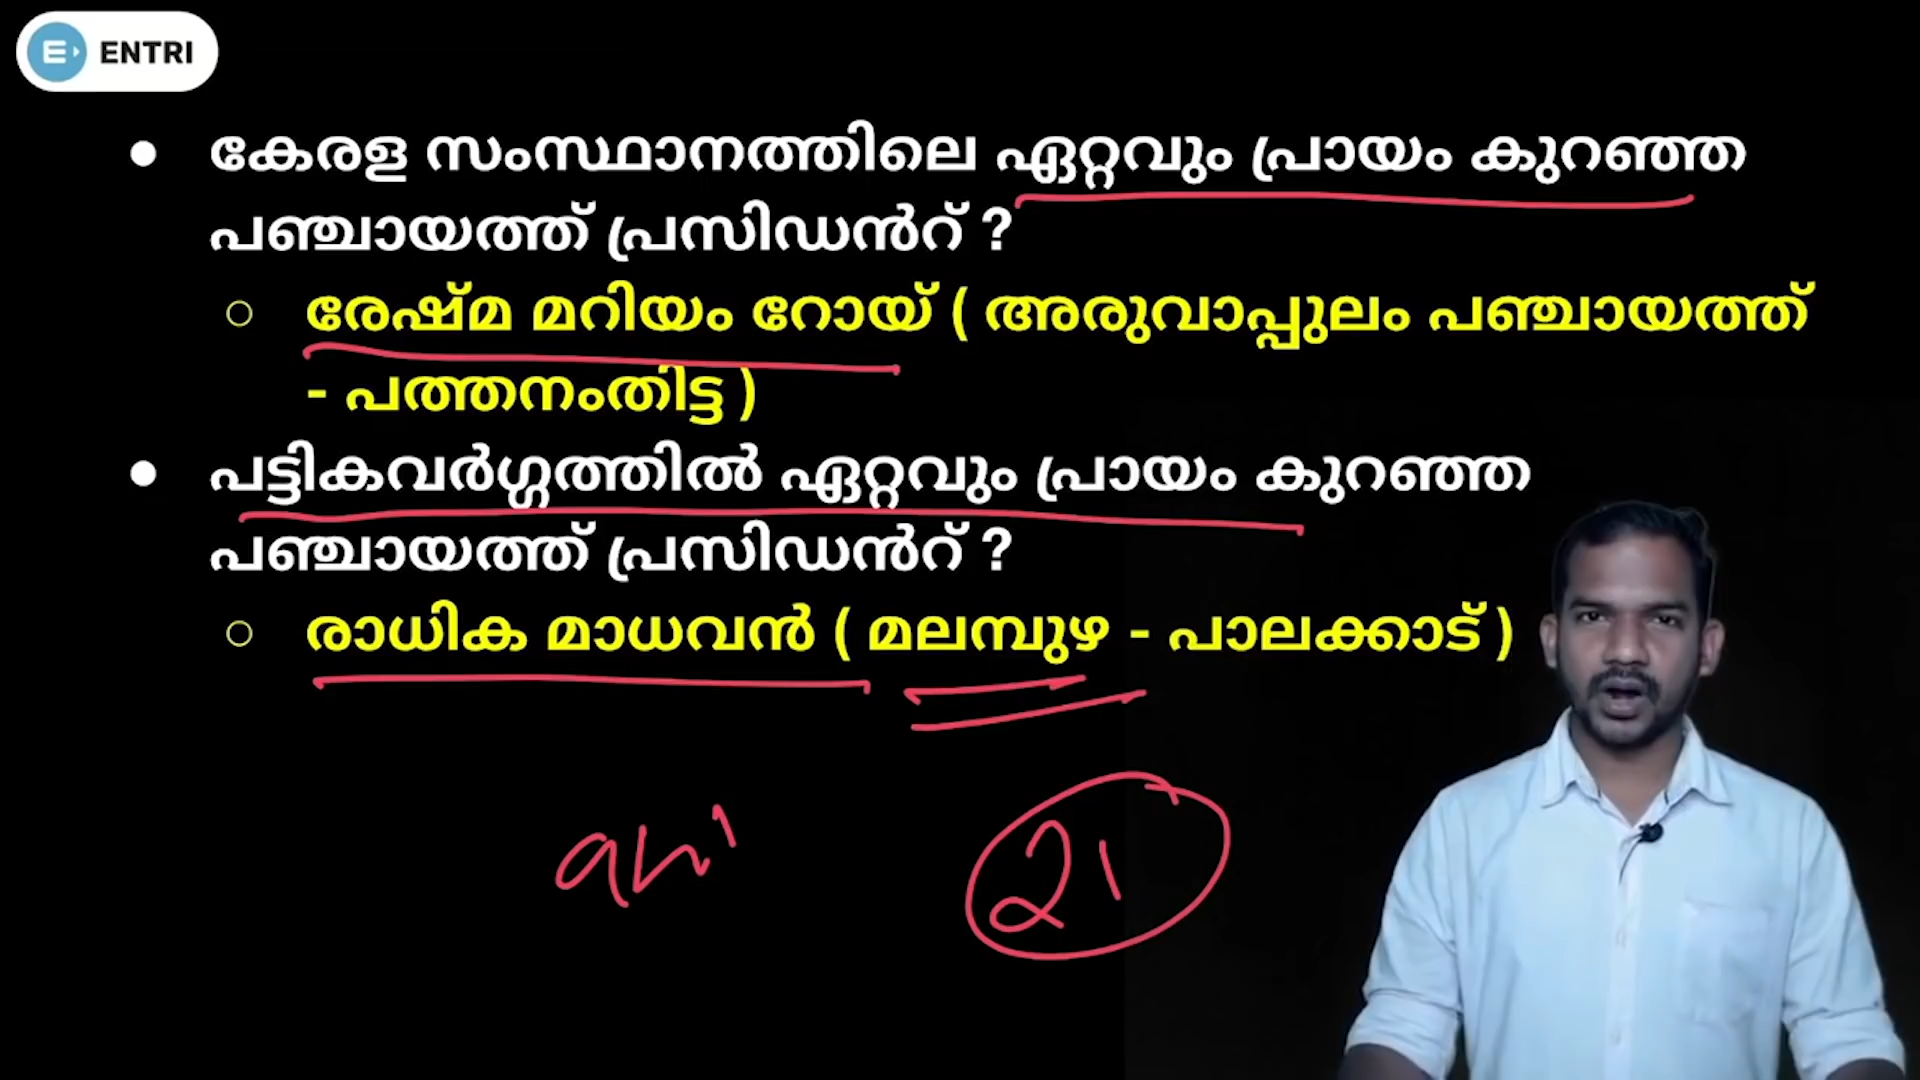 ENTRI
കേരള സംസ്ഥാനത്തിലെ ഏറ്റവും പ്രായം കുറഞ്ഞ
പഞ്ചായത്ത് പ്രസിഡൻറ് ?
രേഷ്മ മറിയം റോയ് ( അരുവാപ്പുലം പഞ്ചായത്ത്
- പത്തനംതിട്ട )
പട്ടികവർഗ്ഗത്തിൽ ഏറ്റവും പ്രായം കുറഞ്ഞ
പഞ്ചായത്ത് പ്രസിഡൻറ് ?
രാധിക മാധവൻ ( മലമ്പുഴ - പാലക്കാട് )
21